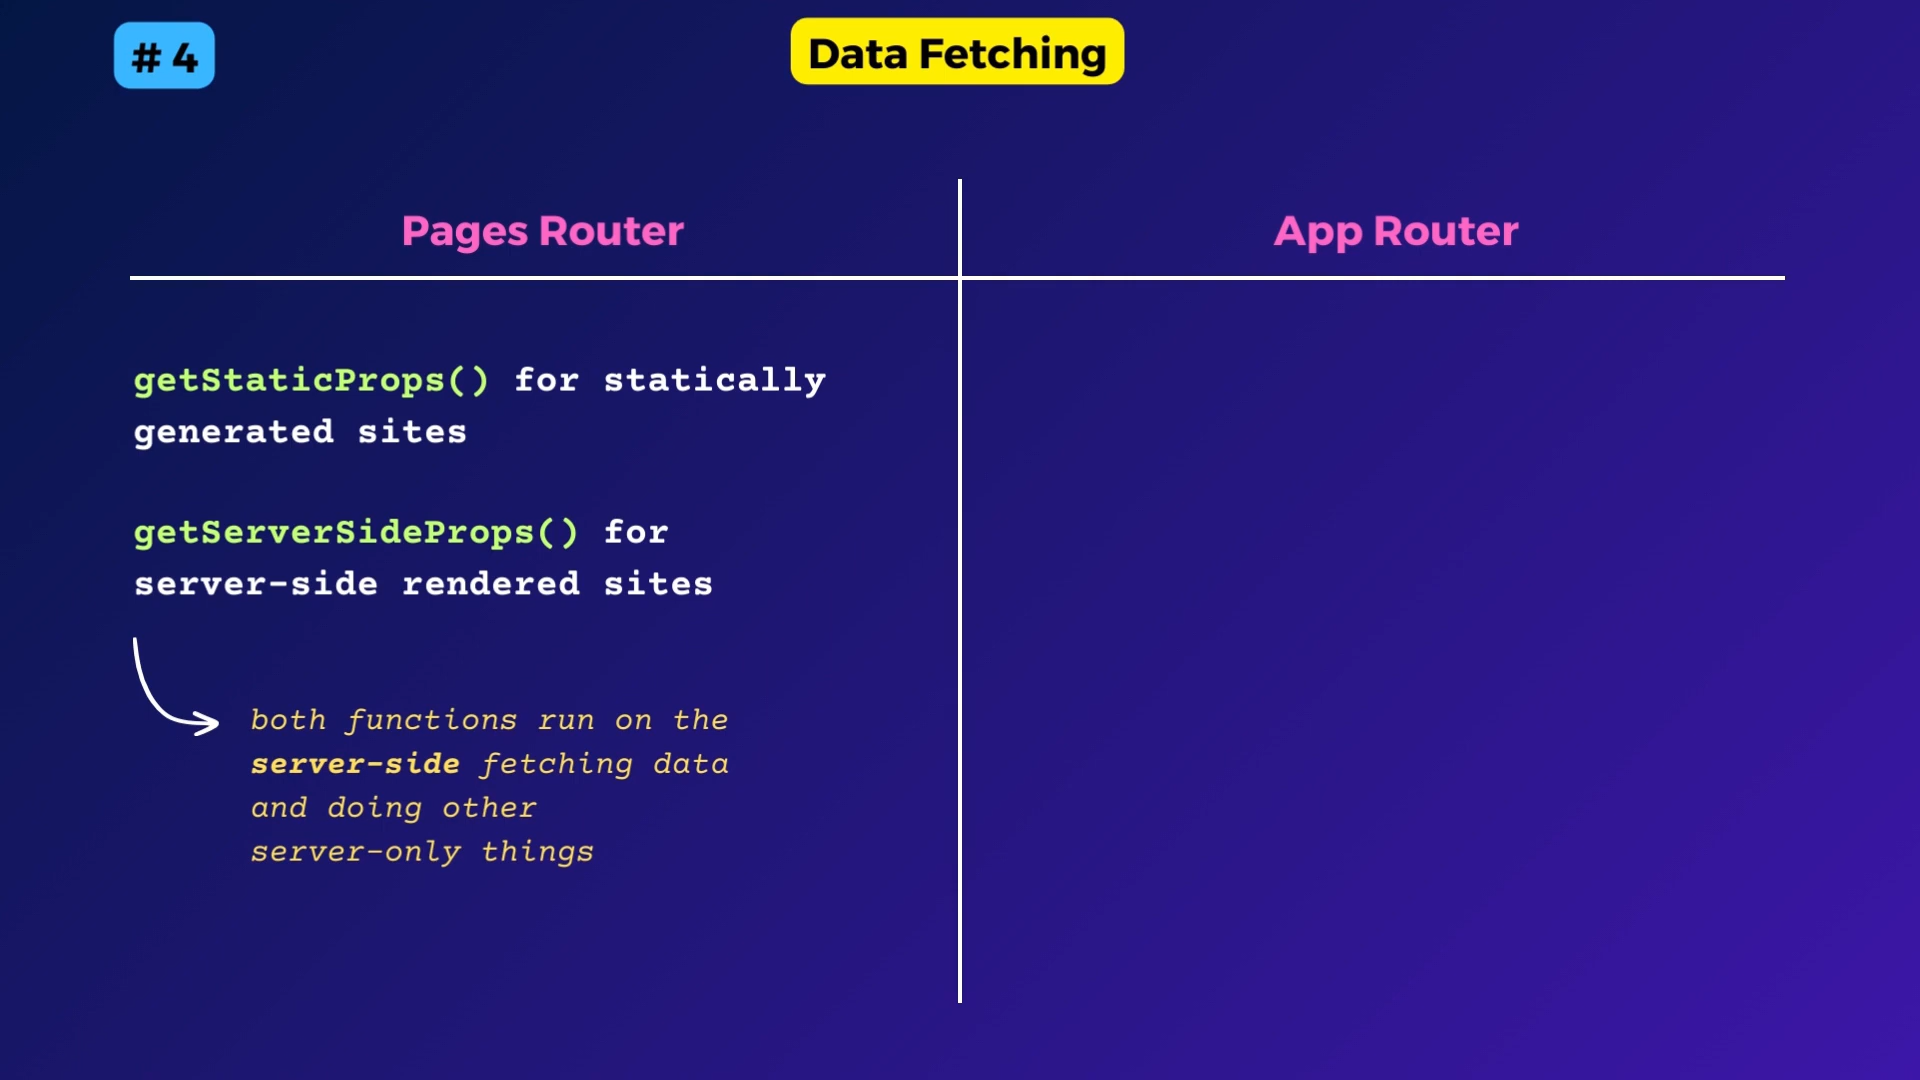 # 4
Data Fetching
Pages Router
App Router
getStaticProps() for statically
generated sites
getServerSideProps() for
server-side rendered sites
both functions run on the
server-side fetching data
and doing other
server-only things